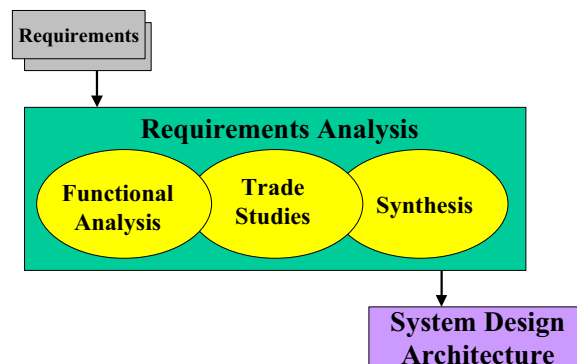 Requirements
Requirements Analysis
Functional
Analysis
Trade
Studies
Synthesis
System Design
Architecture